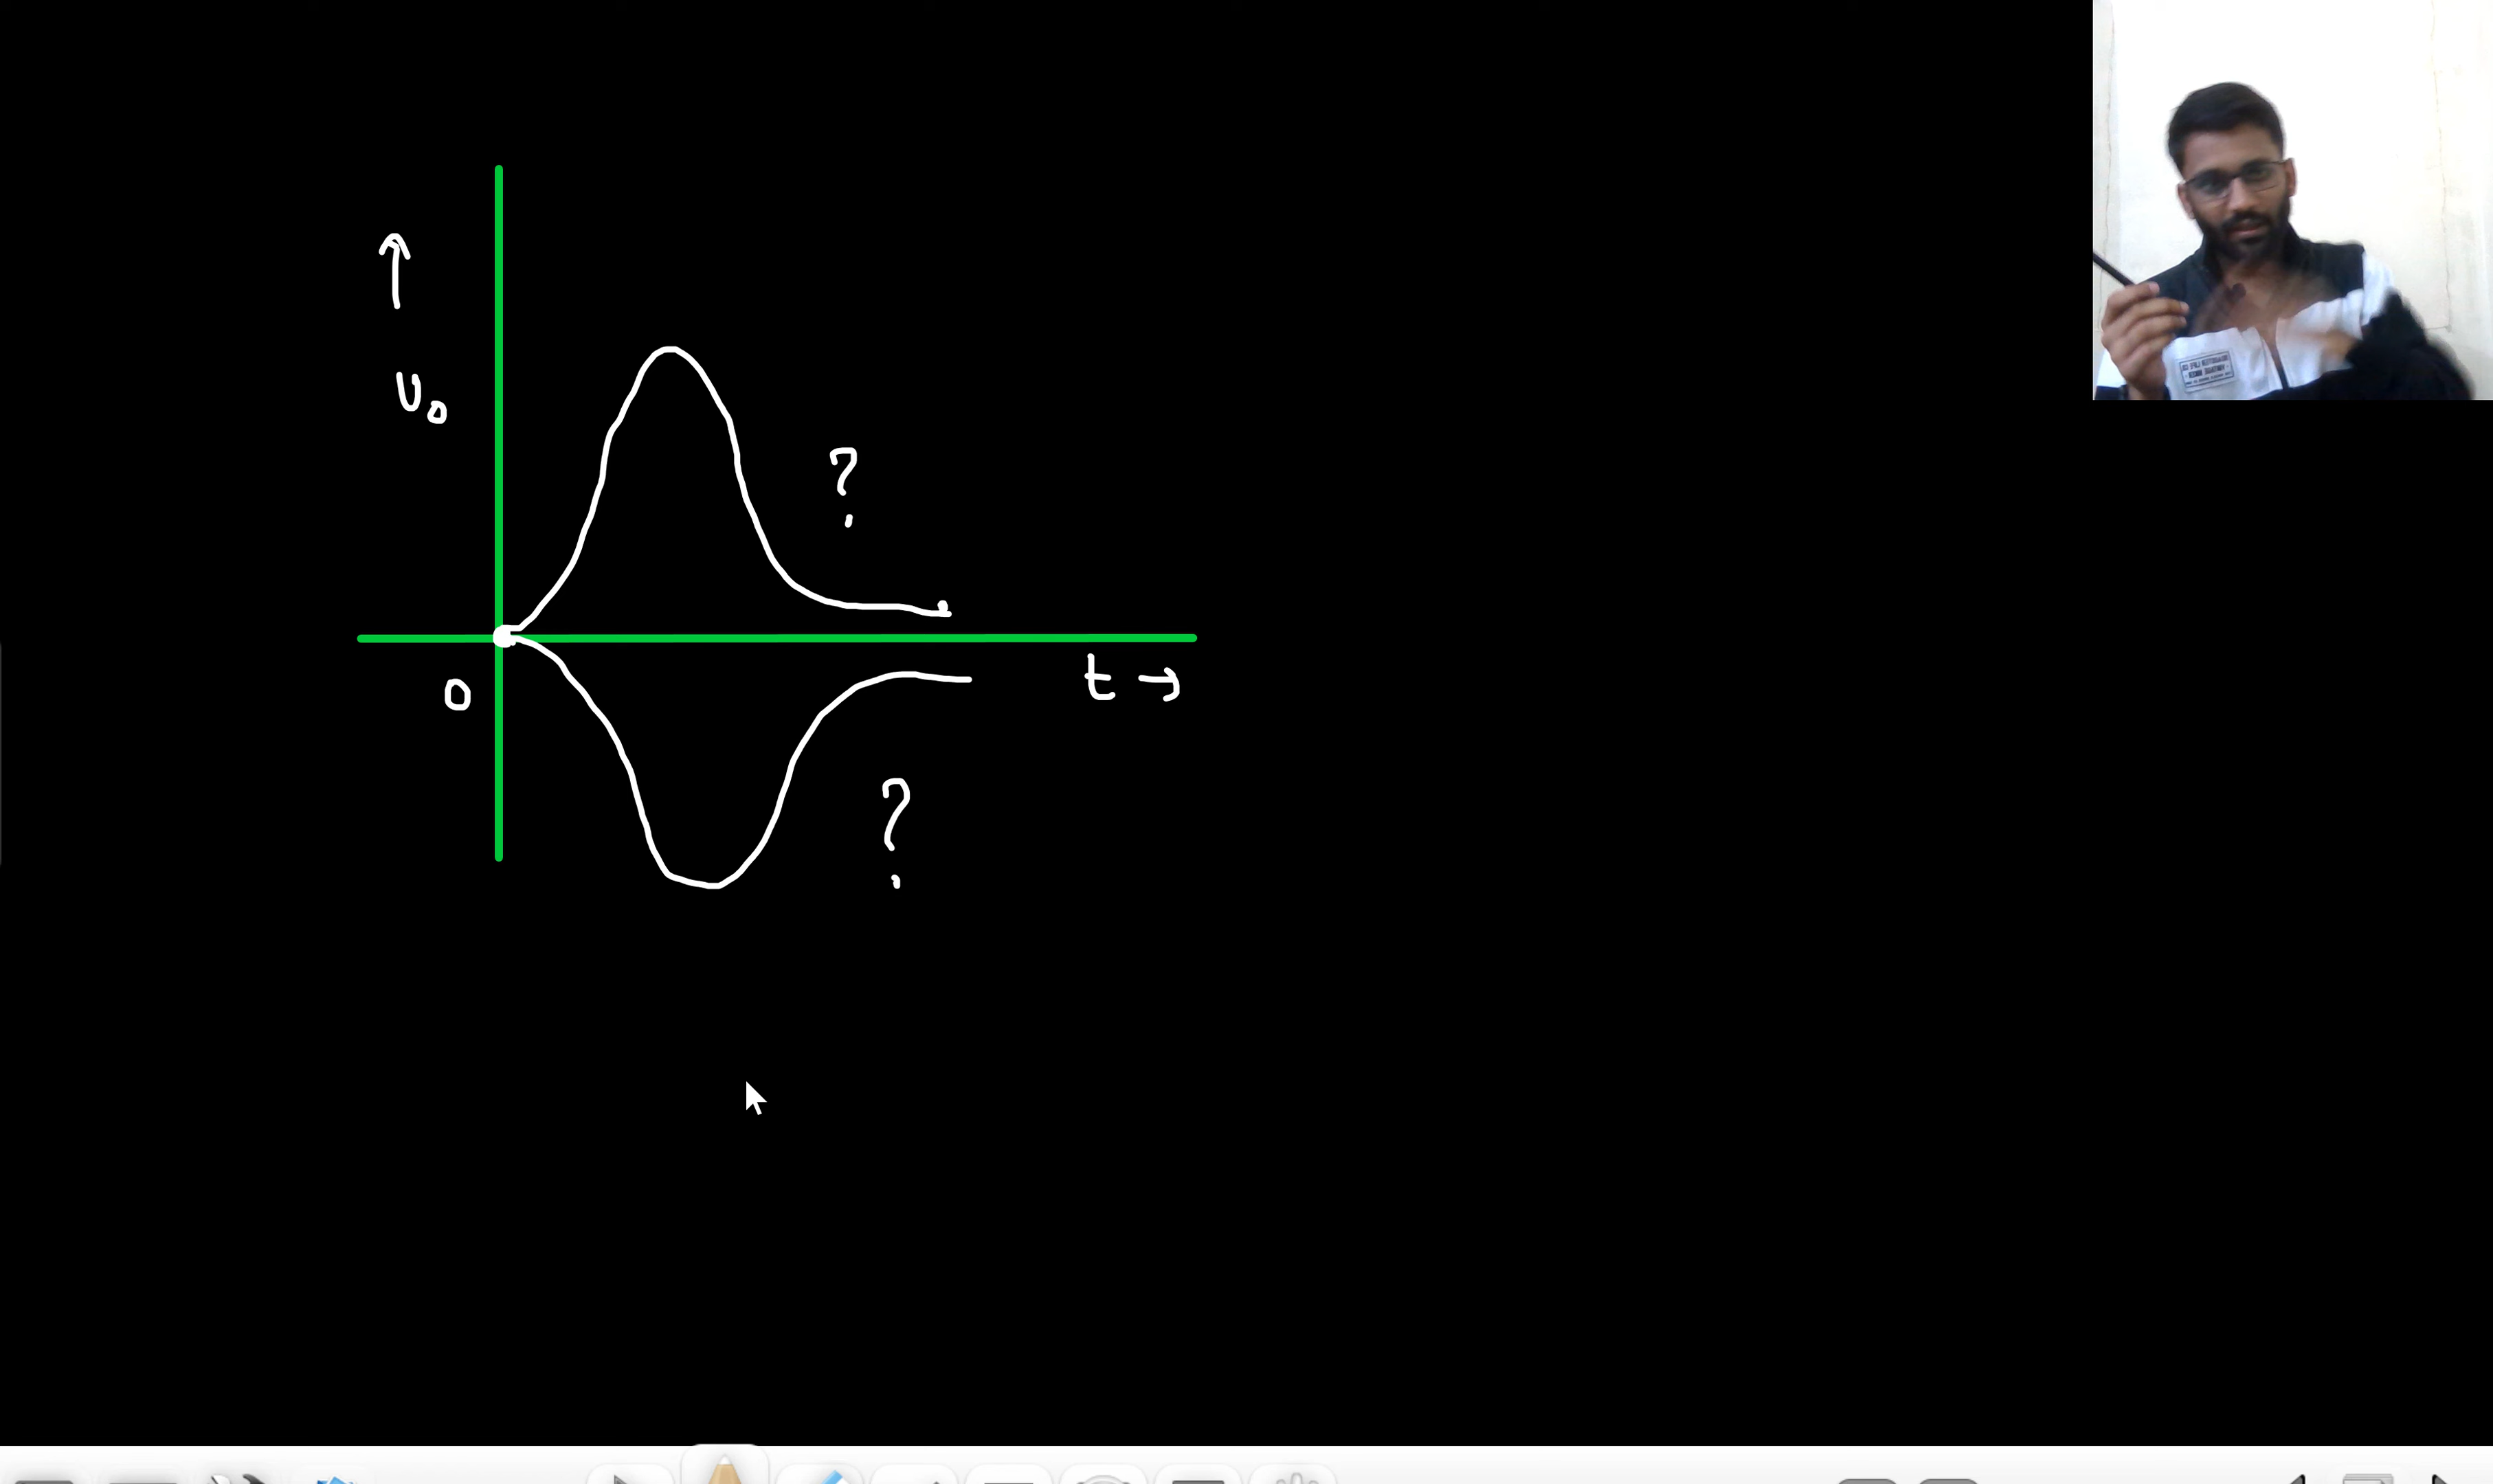 ↑
v₀
?
0
t →
?